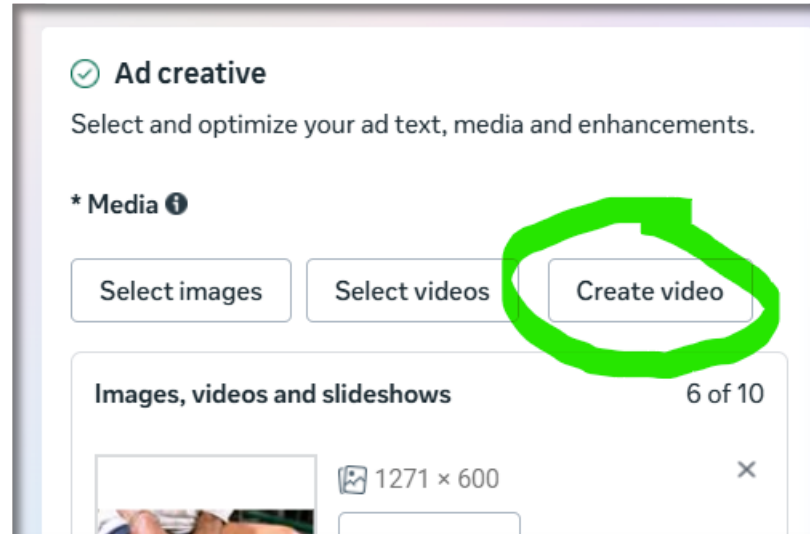 Ad creative
Select and optimize your ad text, media and enhancements.
* Media
Select images Select videos Create video
Images, videos and slideshows 6 of 10
1271 × 600